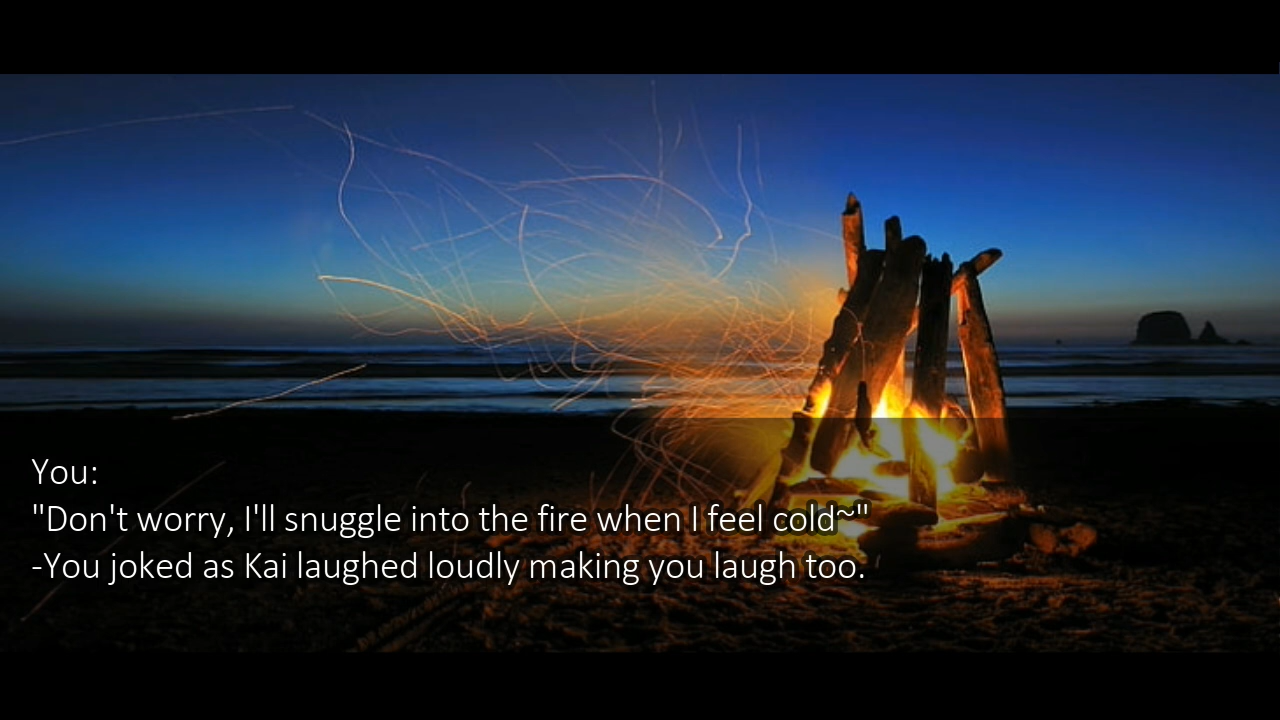 You:
"Don't worry, I'll snuggle into the fire when I feel cold~"
-You joked as Kai laughed loudly making you laugh too.